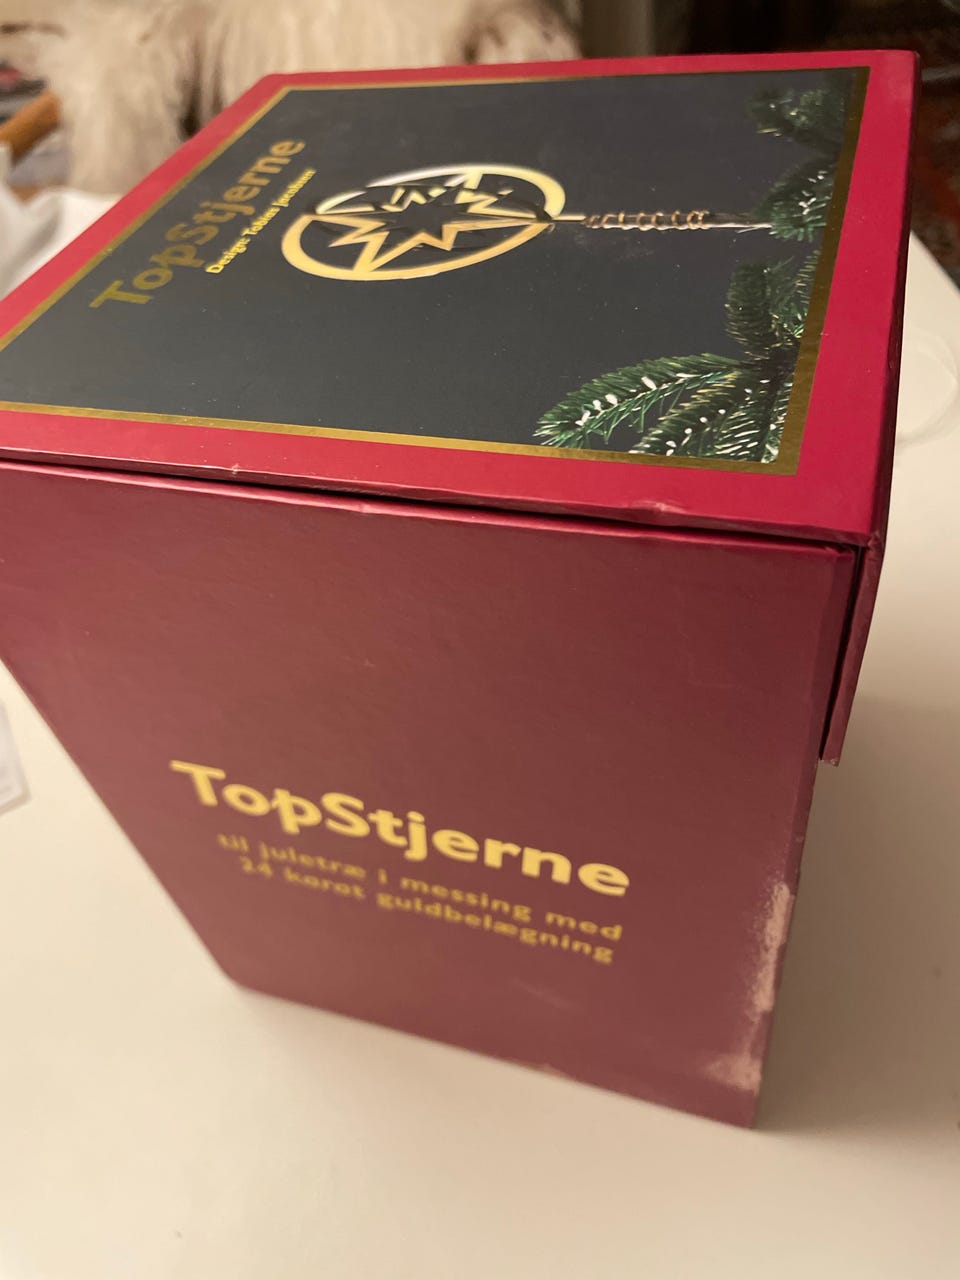 TopStjerne
Design: Tobias Jacobsen
TopStjerne
til juletræ i messing med
24 karat guldbelægning